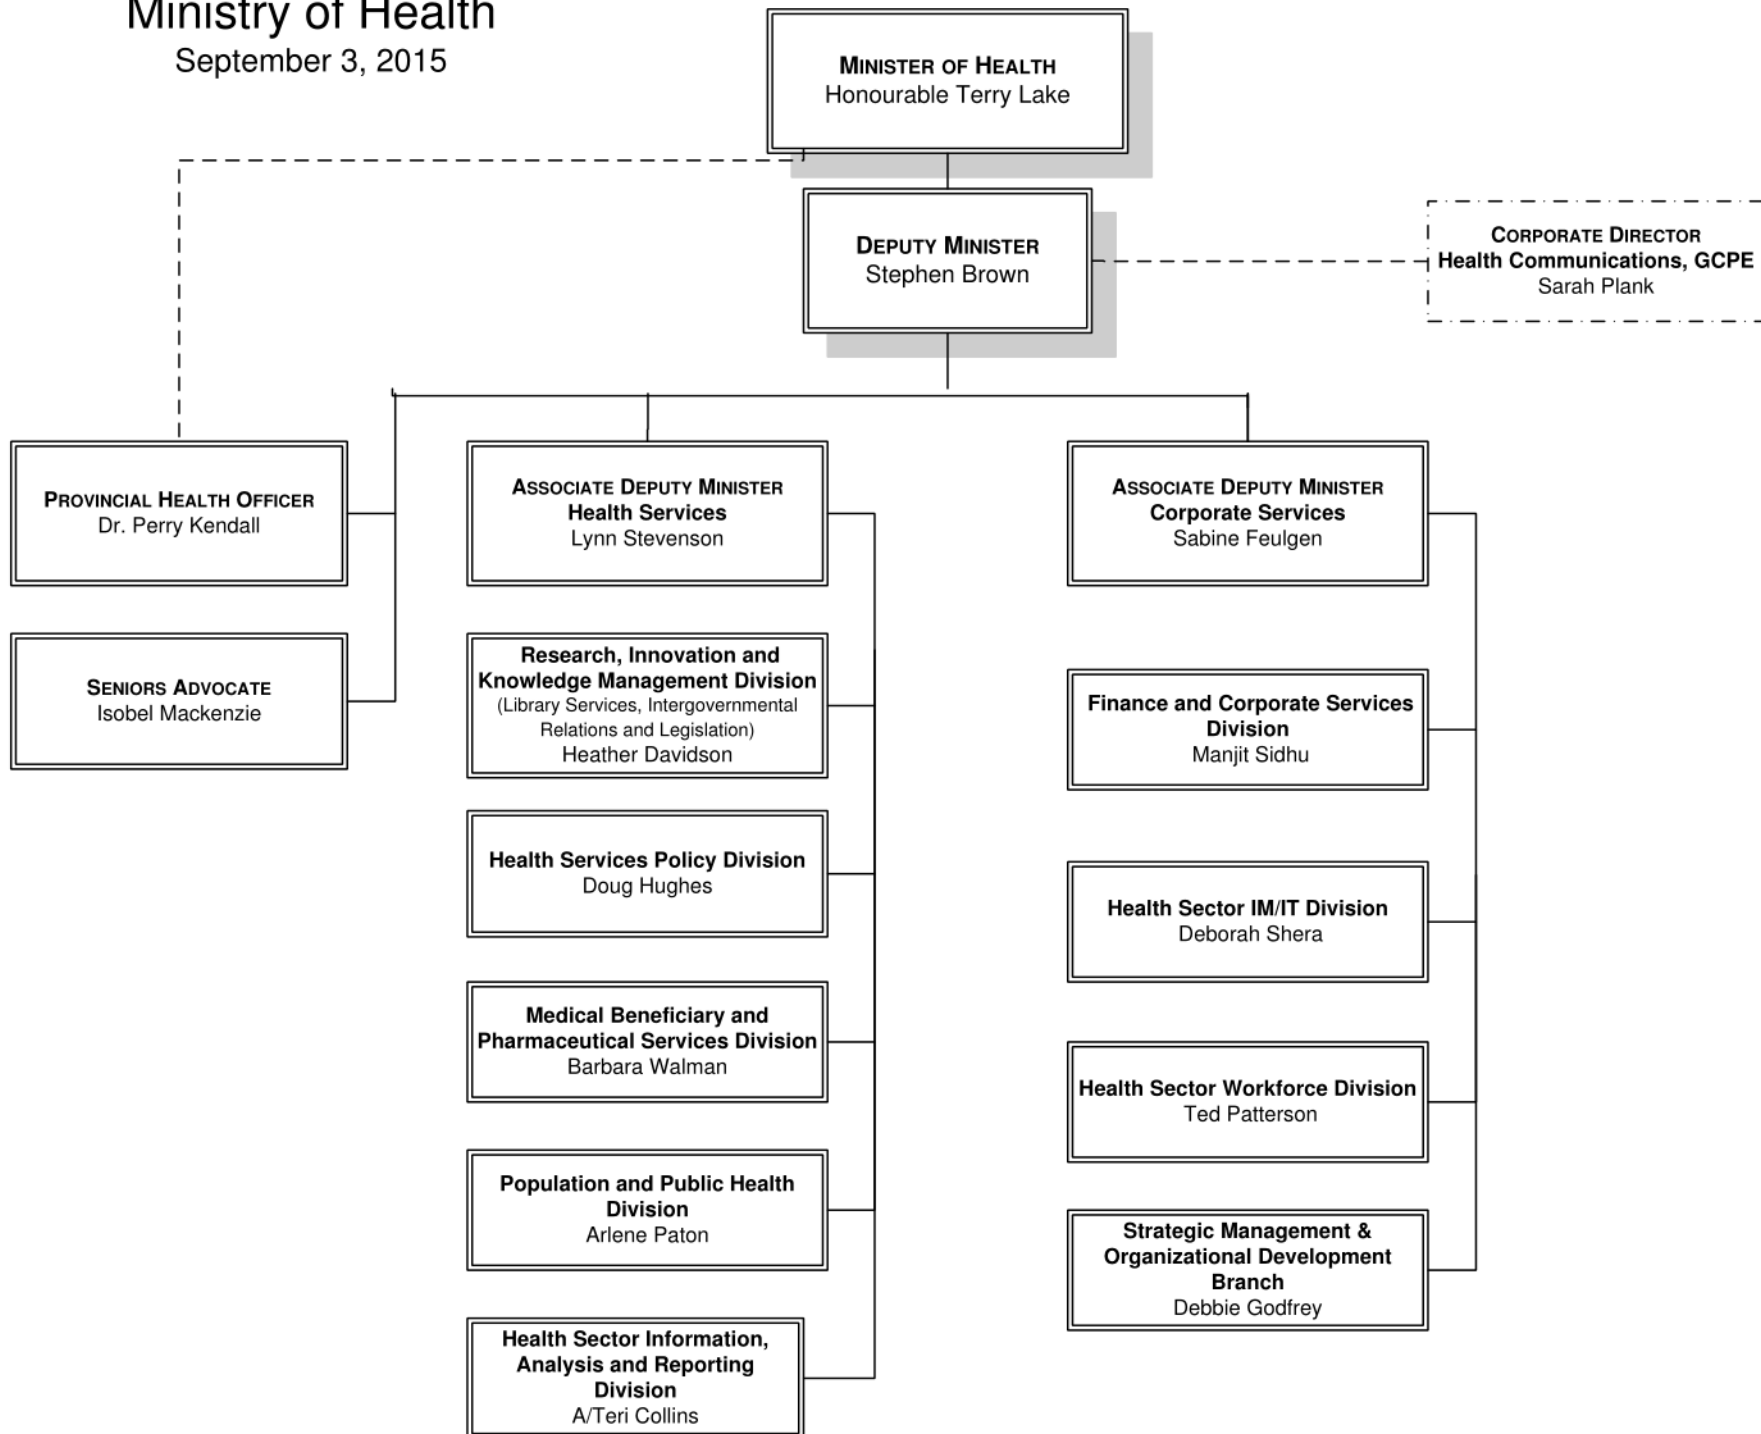 Ministry of Health
September 3, 2015
MINISTER OF HEALTH
Honourable Terry Lake
DEPUTY MINISTER
Stephen Brown
CORPORATE DIRECTOR
Health Communications, GCPE
Sarah Plank
PROVINCIAL HEALTH OFFICER
Dr. Perry Kendall
SENIORS ADVOCATE
Isobel Mackenzie
ASSOCIATE DEPUTY MINISTER
Health Services
Lynn Stevenson
Research, Innovation and
Knowledge Management Division
(Library Services, Intergovernmental
Relations and Legislation)
Heather Davidson
Health Services Policy Division
Doug Hughes
Medical Beneficiary and
Pharmaceutical Services Division
Barbara Walman
Population and Public Health
Division
Arlene Paton
Health Sector Information,
Analysis and Reporting
Division
A/Teri Collins
ASSOCIATE DEPUTY MINISTER
Corporate Services
Sabine Feulgen
Finance and Corporate Services
Division
Manjit Sidhu
Health Sector IM/IT Division
Deborah Shera
Health Sector Workforce Division
Ted Patterson
Strategic Management &
Organizational Development
Branch
Debbie Godfrey